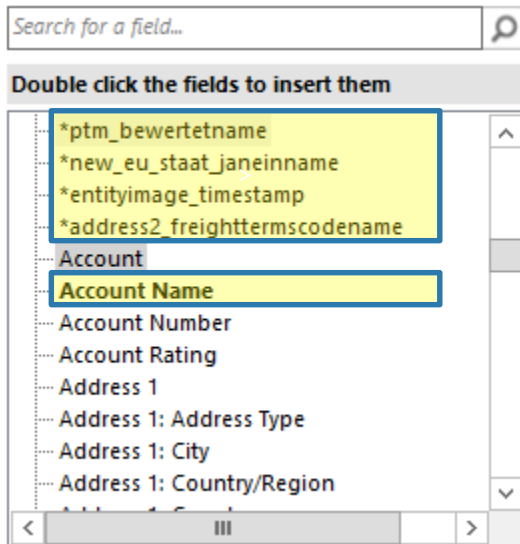 Search for a field...
Double click the fields to insert them
*ptm_bewertetname
*new_eu_staat_janeinname
*entityimage_timestamp
*address2_freighttermscodename
Account
Account Name
Account Number
Account Rating
Address 1
Address 1: Address Type
Address 1: City
Address 1: Country/Region